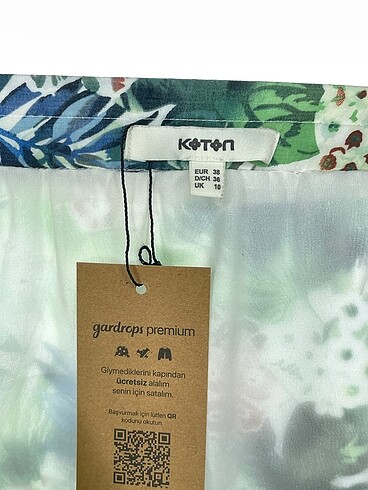 KOTON
EUR 38
D/CH 36
UK 10
gardrops premium
Giymediklerini kapından
ücretsiz alalım
senin için satalım.
Başvurmak için lütfen QR
kodunu okutun.